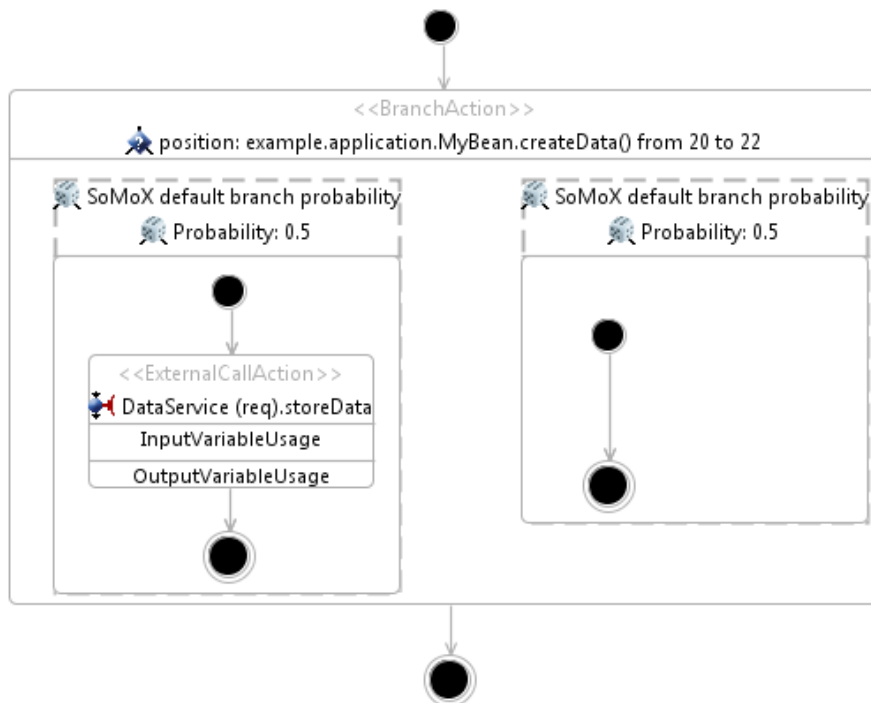 <<BranchAction>>
position: example.application.MyBean.createData() from 20 to 22
SoMoX default branch probability
Probability: 0.5
<<ExternalCallAction>>
DataService (req).storeData
InputVariableUsage
OutputVariableUsage
SoMoX default branch probability
Probability: 0.5